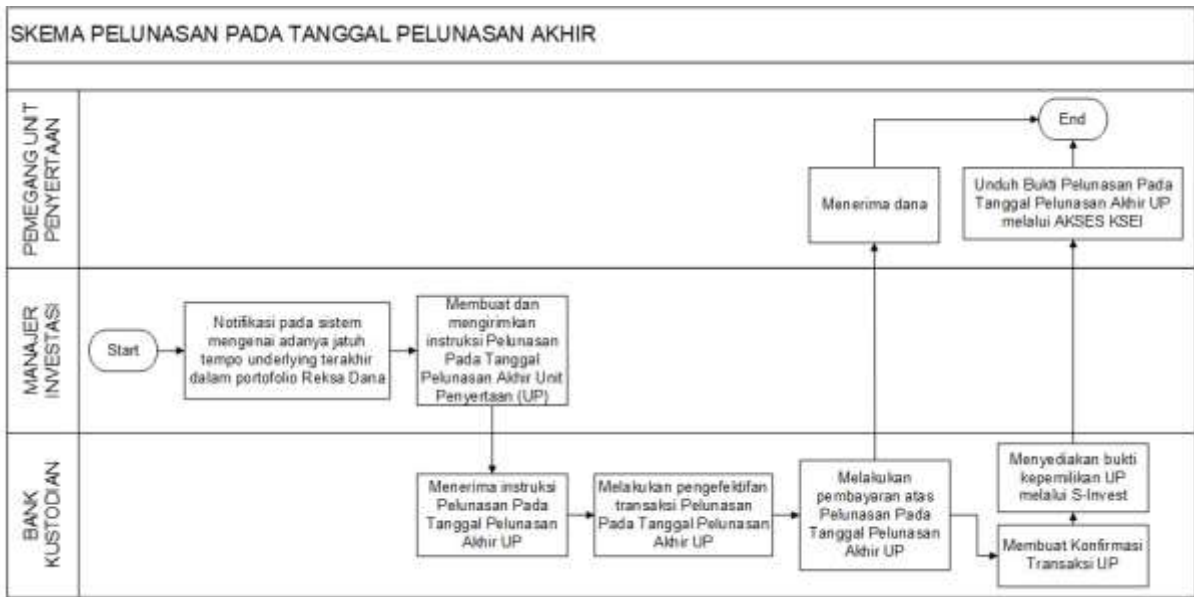 SKEMA PELUNASAN PADA TANGGAL PELUNASAN AKHIR
PEMEGANG UNIT
PENYERTAAN
End
Menerima dana
Unduh Bukti Pelunasan Pada
Tanggal Pelunasan Akhir UP
melalui AKSES KSEI
MANAJER
INVESTASI
Start
Notifikasi pada sistem
mengenai adanya jatuh
tempo underlying terakhir
dalam portofolio Reksa Dana
Membuat dan
mengirimkan
instruksi Pelunasan
Pada Tanggal
Pelunasan Akhir Unit
Penyertaan (UP)
BANK
KUSTODIAN
Menerima instruksi
Pelunasan Pada
Tanggal Pelunasan
Akhir UP
Melakukan pengefektifan
transaksi Pelunasan
Pada Tanggal Pelunasan
Akhir UP
Melakukan
pembayaran atas
Pelunasan Pada
Tanggal Pelunasan
Akhir UP
Menyediakan bukti
kepemilikan UP
melalui S-Invest
Membuat Konfirmasi
Transaksi UP